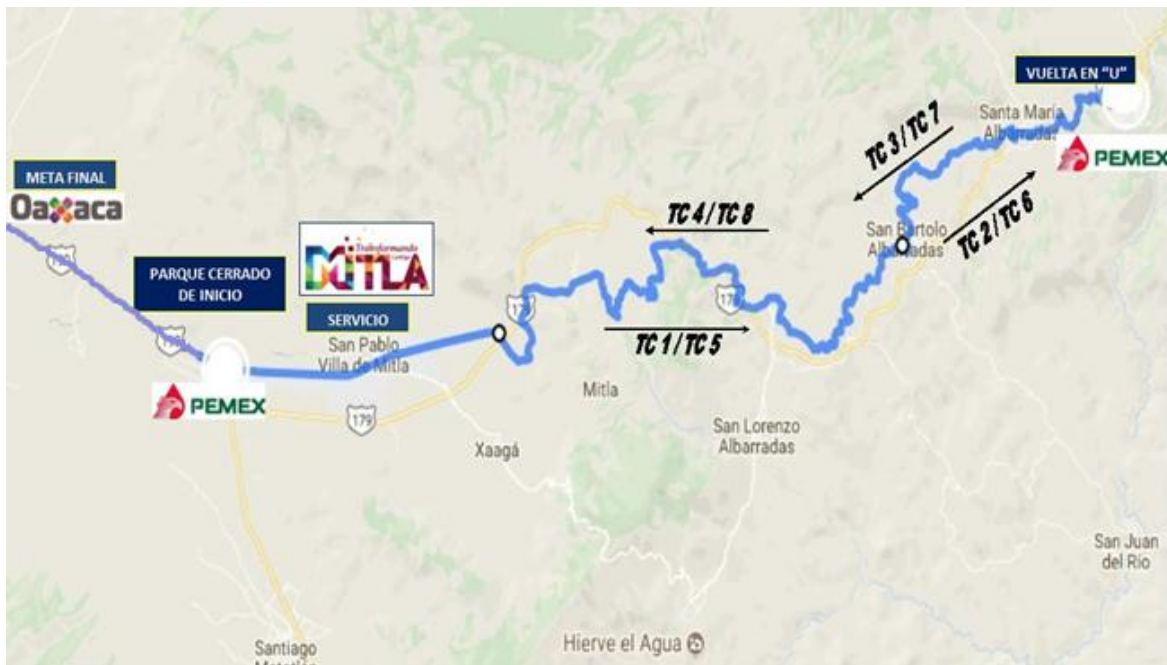 VUELTA EN "U"
Santa María
Albarradas
PEMEX
TC 3 / TC 7
META FINAL
Oaxaca
TC 4 / TC 8
San Bartolo
Albarradas
TC 2 / TC 6
Transformando
MiTLA
PARQUE CERRADO
DE INICIO
SERVICIO
San Pablo
Villa de Mitla
TC 1 / TC 5
PEMEX
179
Mitla
San Lorenzo
Albarradas
Xaagá
San Juan
del Río
Hierve el Agua
Santiago